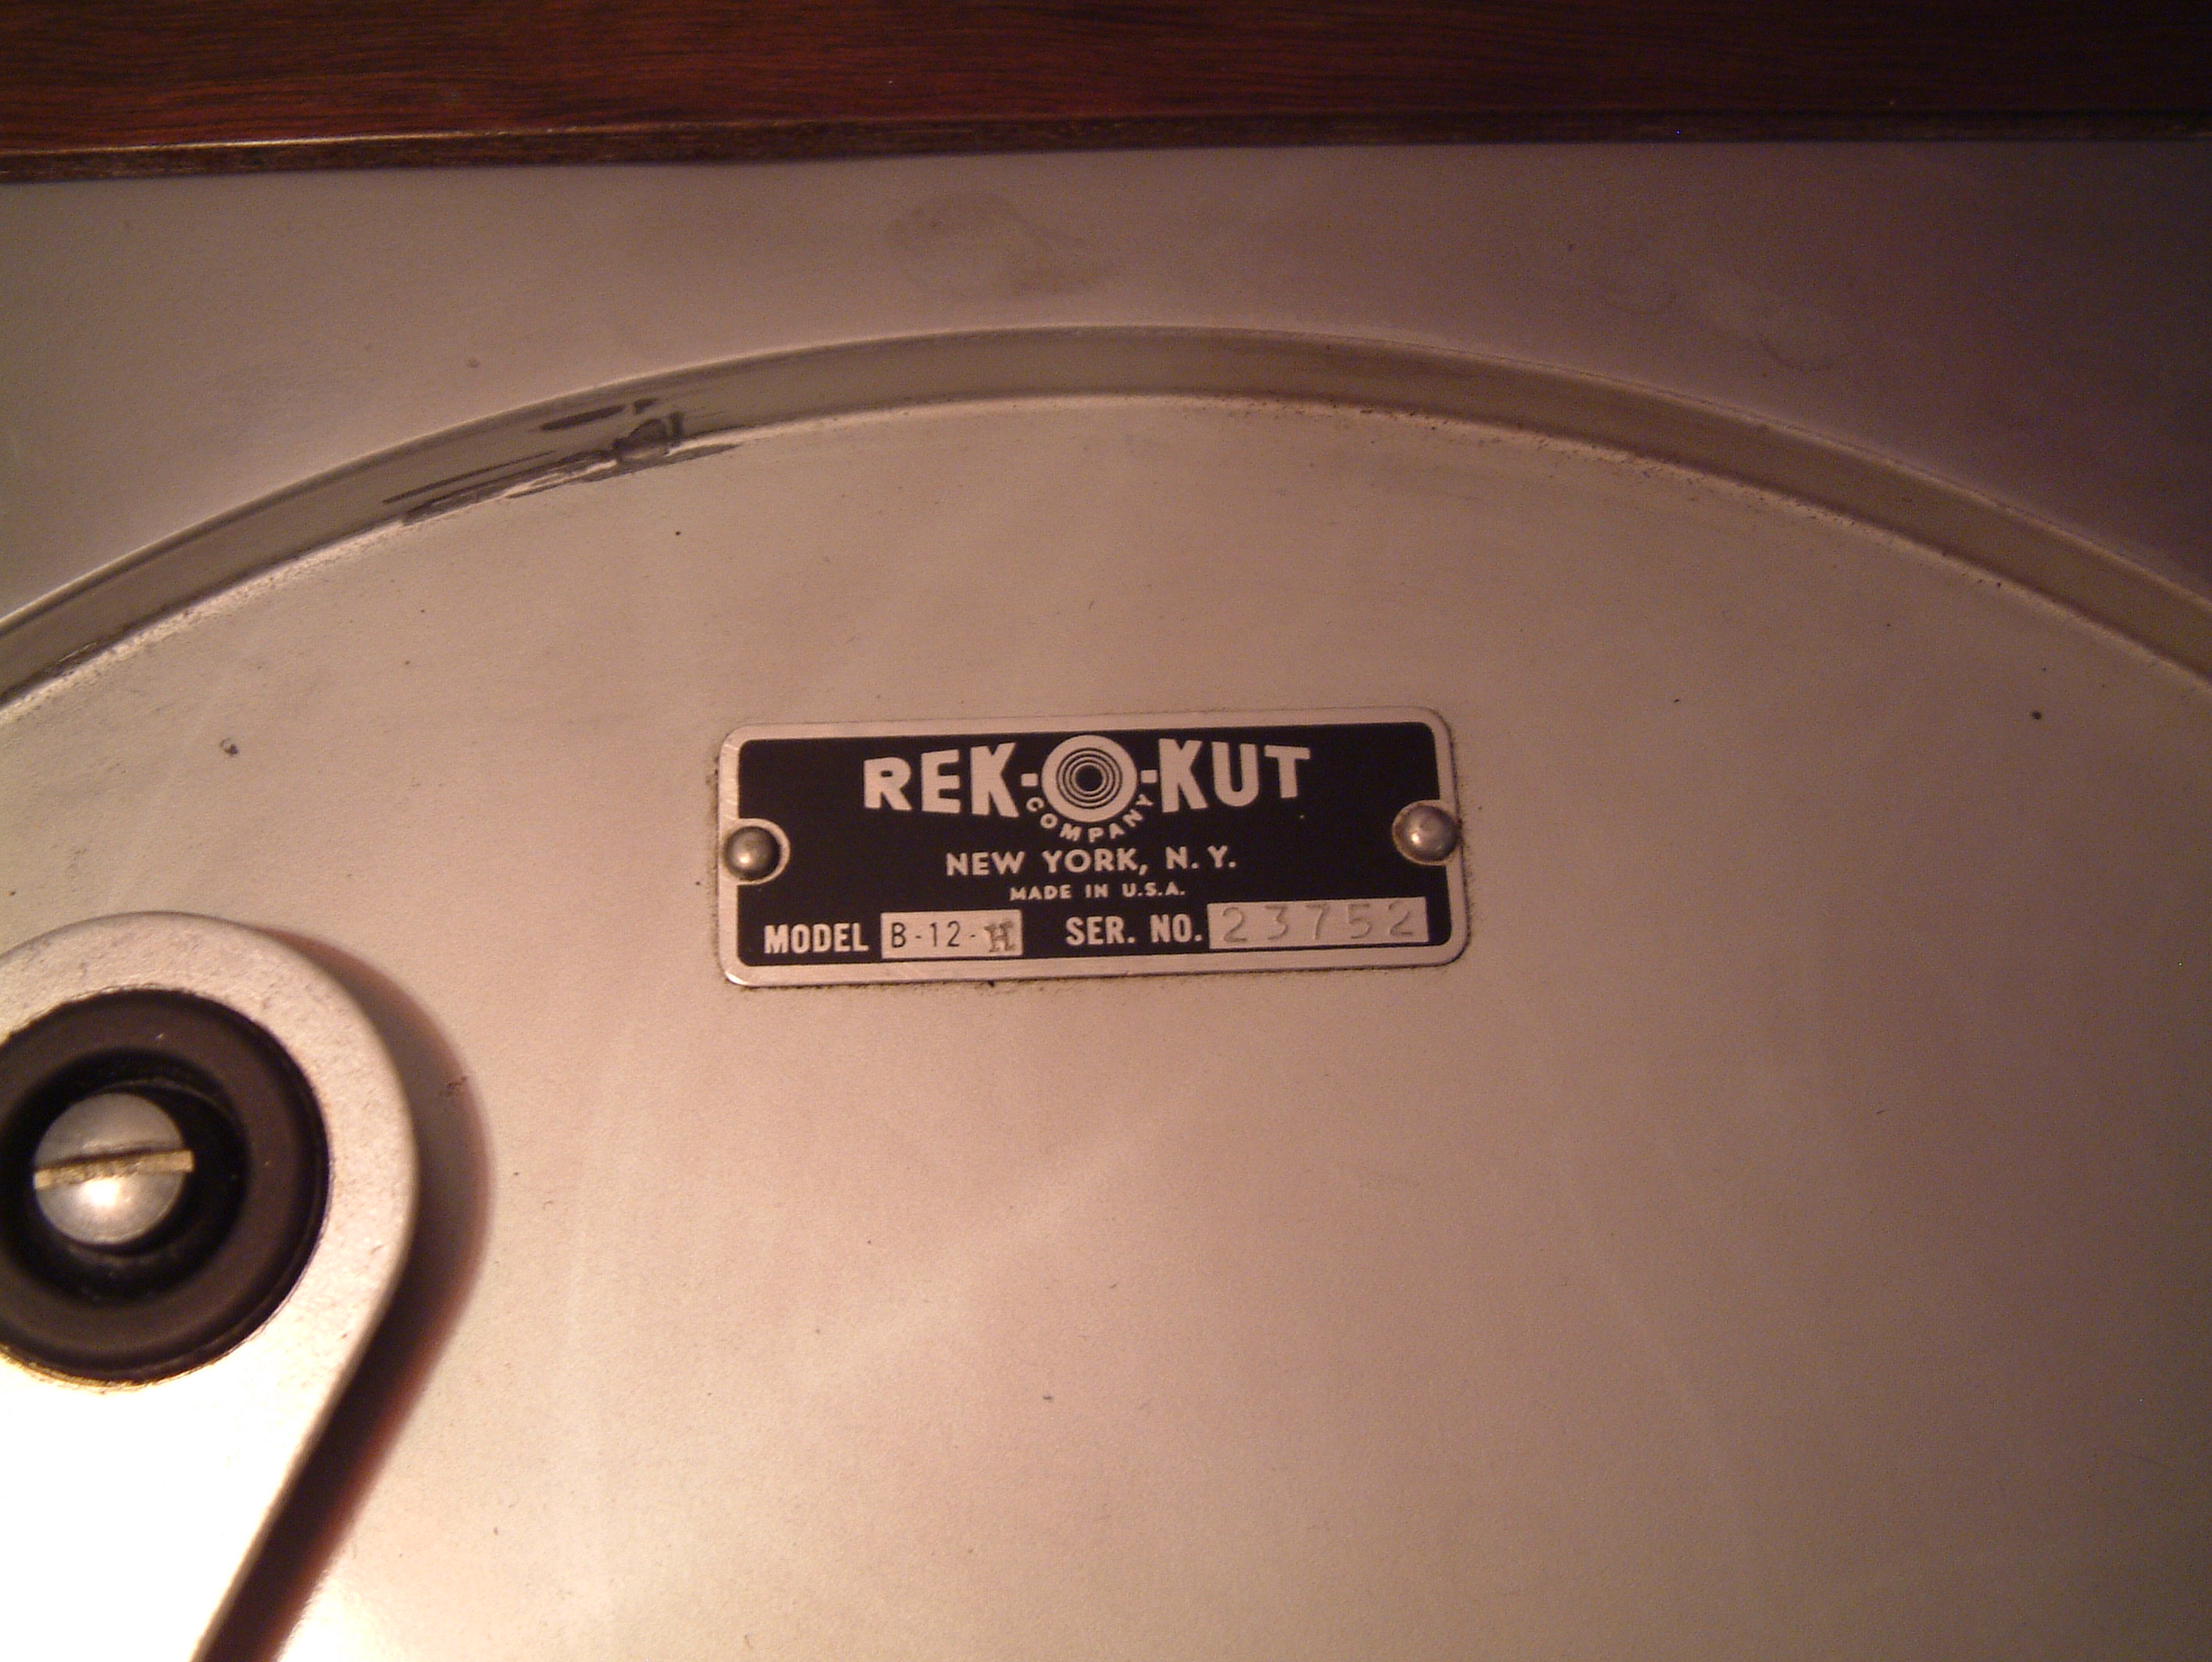 REK-O-KUT
COMPANY
NEW YORK, N. Y.
MADE IN U.S.A.
MODEL B-12-H SER. NO. 23752